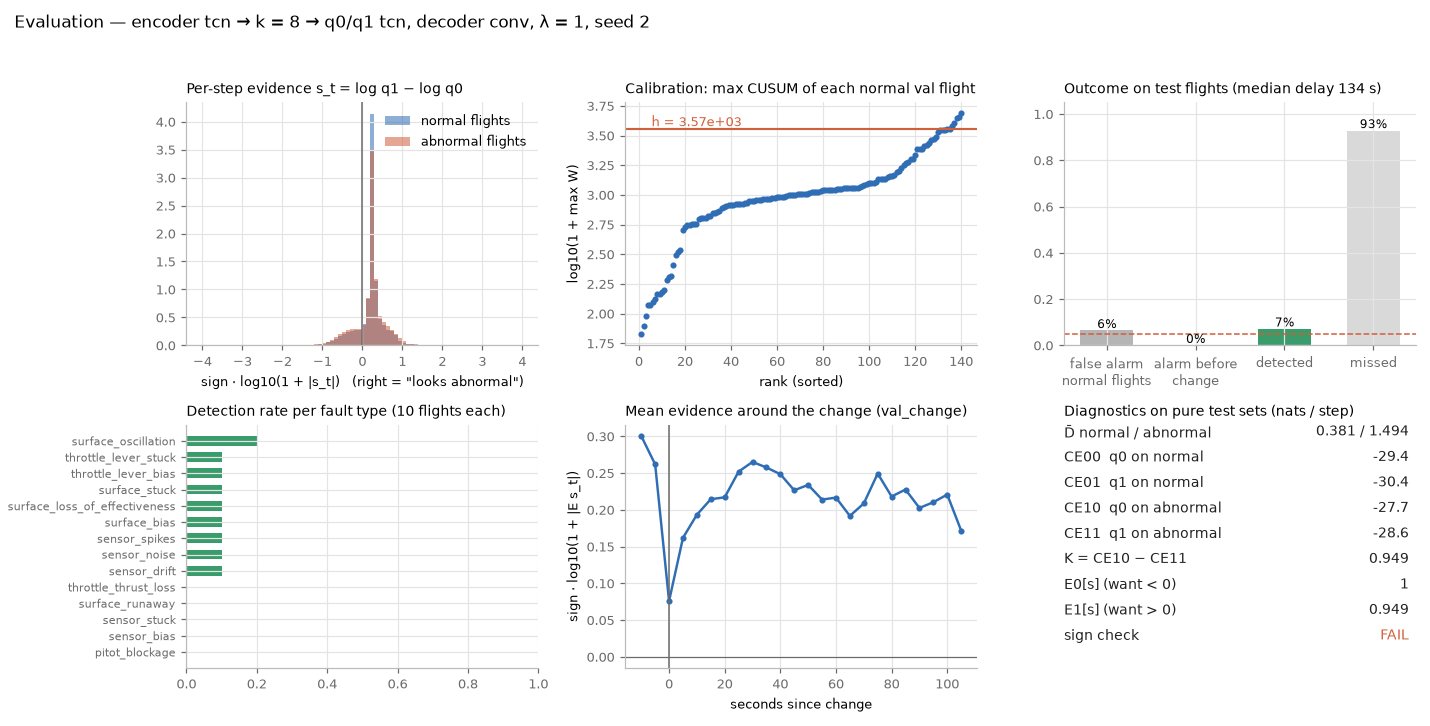 Evaluation — encoder tcn → k = 8 → q0/q1 tcn, decoder conv, λ = 1, seed 2
Per-step evidence s_t = log q1 − log q0
4.0
3.5
3.0
2.5
2.0
1.5
1.0
0.5
0.0
normal flights
abnormal flights
−4 −3 −2 −1 0 1 2 3 4
sign · log10(1 + |s_t|) (right = "looks abnormal")
Calibration: max CUSUM of each normal val flight
log10(1 + max W)
3.75
3.50
3.25
3.00
2.75
2.50
2.25
2.00
1.75
h = 3.57e+03
0 20 40 60 80 100 120 140
rank (sorted)
Outcome on test flights (median delay 134 s)
1.0
0.8
0.6
0.4
0.2
0.0
6%
0%
7%
93%
false alarm
normal flights
alarm before
change
detected
missed
Detection rate per fault type (10 flights each)
surface_oscillation
throttle_lever_stuck
throttle_lever_bias
surface_stuck
surface_loss_of_effectiveness
surface_bias
sensor_spikes
sensor_noise
sensor_drift
throttle_thrust_loss
surface_runaway
sensor_stuck
sensor_bias
pitot_blockage
0.0 0.2 0.4 0.6 0.8 1.0
Mean evidence around the change (val_change)
sign · log10(1 + |E s_t|)
0.30
0.25
0.20
0.15
0.10
0.05
0.00
0 20 40 60 80 100
seconds since change
Diagnostics on pure test sets (nats / step)
D̄ normal / abnormal 0.381 / 1.494
CE00 q0 on normal -29.4
CE01 q1 on normal -30.4
CE10 q0 on abnormal -27.7
CE11 q1 on abnormal -28.6
K = CE10 − CE11 0.949
E0[s] (want < 0) 1
E1[s] (want > 0) 0.949
sign check FAIL